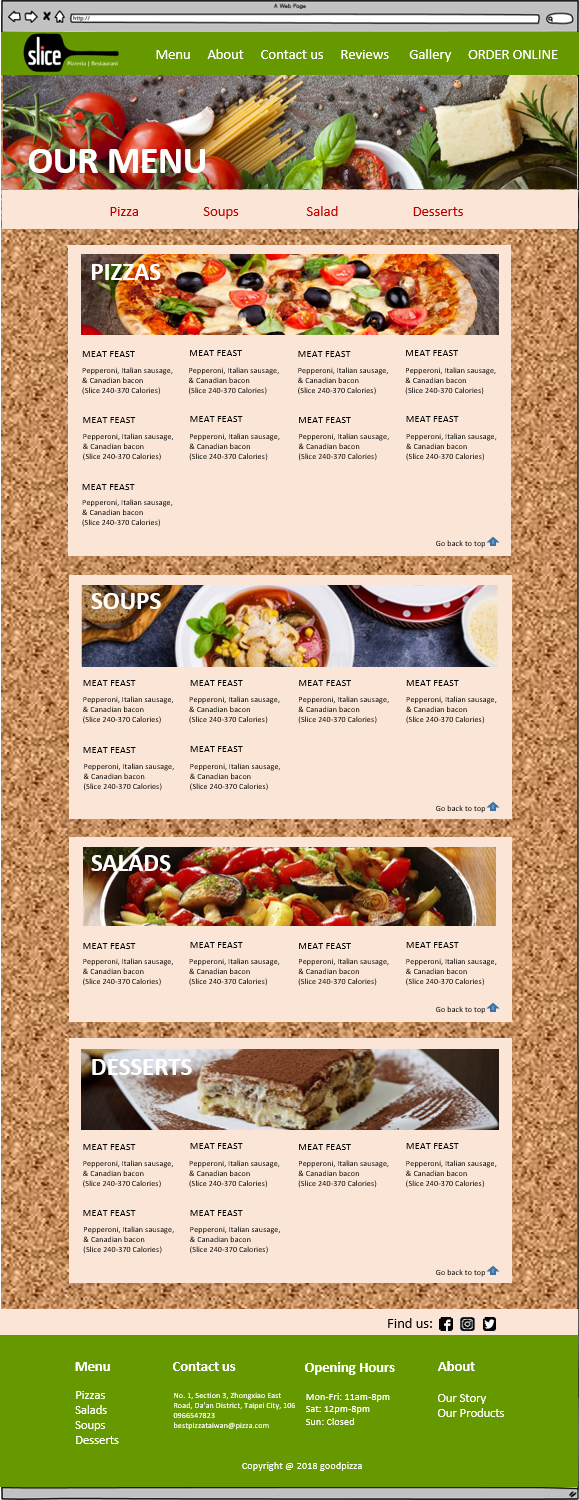 A Web Page
http://
slice
Pizzeria | Restaurant
Menu About Contact us Reviews Gallery ORDER ONLINE
OUR MENU
Pizza Soups Salad Desserts
PIZZAS
MEAT FEAST MEAT FEAST MEAT FEAST MEAT FEAST
Pepperoni, Italian sausage, Pepperoni, Italian sausage, Pepperoni, Italian sausage, Pepperoni, Italian sausage,
& Canadian bacon & Canadian bacon & Canadian bacon & Canadian bacon
(Slice 240-370 Calories) (Slice 240-370 Calories) (Slice 240-370 Calories) (Slice 240-370 Calories)
MEAT FEAST MEAT FEAST MEAT FEAST MEAT FEAST
Pepperoni, Italian sausage, Pepperoni, Italian sausage, Pepperoni, Italian sausage, Pepperoni, Italian sausage,
& Canadian bacon & Canadian bacon & Canadian bacon & Canadian bacon
(Slice 240-370 Calories) (Slice 240-370 Calories) (Slice 240-370 Calories) (Slice 240-370 Calories)
MEAT FEAST
Pepperoni, Italian sausage,
& Canadian bacon
(Slice 240-370 Calories)
Go back to top
SOUPS
MEAT FEAST MEAT FEAST MEAT FEAST MEAT FEAST
Pepperoni, Italian sausage, Pepperoni, Italian sausage, Pepperoni, Italian sausage, Pepperoni, Italian sausage,
& Canadian bacon & Canadian bacon & Canadian bacon & Canadian bacon
(Slice 240-370 Calories) (Slice 240-370 Calories) (Slice 240-370 Calories) (Slice 240-370 Calories)
MEAT FEAST MEAT FEAST
Pepperoni, Italian sausage, Pepperoni, Italian sausage,
& Canadian bacon & Canadian bacon
(Slice 240-370 Calories) (Slice 240-370 Calories)
Go back to top
SALADS
MEAT FEAST MEAT FEAST MEAT FEAST MEAT FEAST
Pepperoni, Italian sausage, Pepperoni, Italian sausage, Pepperoni, Italian sausage, Pepperoni, Italian sausage,
& Canadian bacon & Canadian bacon & Canadian bacon & Canadian bacon
(Slice 240-370 Calories) (Slice 240-370 Calories) (Slice 240-370 Calories) (Slice 240-370 Calories)
Go back to top
DESSERTS
MEAT FEAST MEAT FEAST MEAT FEAST MEAT FEAST
Pepperoni, Italian sausage, Pepperoni, Italian sausage, Pepperoni, Italian sausage, Pepperoni, Italian sausage,
& Canadian bacon & Canadian bacon & Canadian bacon & Canadian bacon
(Slice 240-370 Calories) (Slice 240-370 Calories) (Slice 240-370 Calories) (Slice 240-370 Calories)
MEAT FEAST MEAT FEAST
Pepperoni, Italian sausage, Pepperoni, Italian sausage,
& Canadian bacon & Canadian bacon
(Slice 240-370 Calories) (Slice 240-370 Calories)
Go back to top
Find us:
Menu
Pizzas
Salads
Soups
Desserts
Contact us
No. 1, Section 3, Zhongxiao East
Road, Da'an District, Taipei City, 106
0966547823
bestpizzataiwan@pizza.com
Opening Hours
Mon-Fri: 11am-8pm
Sat: 12pm-8pm
Sun: Closed
About
Our Story
Our Products
Copyright @ 2018 goodpizza